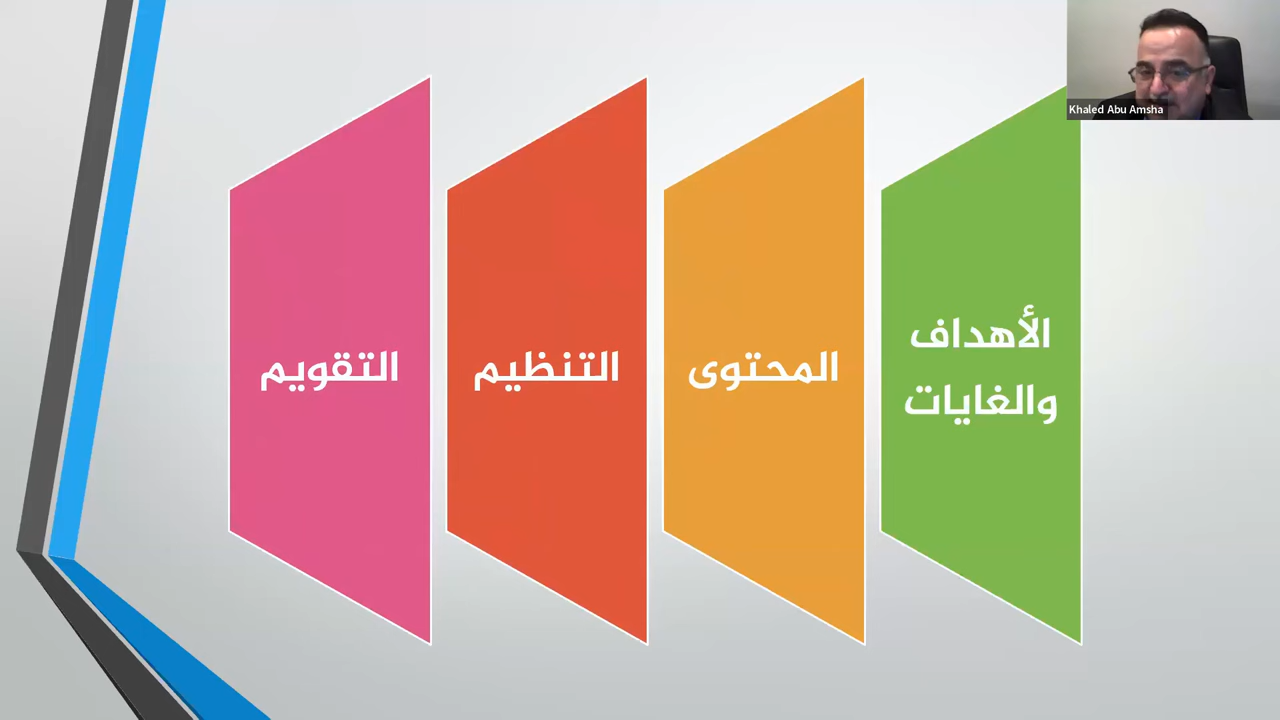 Khaled Abu Amsha
الأهداف
والغايات
المحتوى
التنظيم
التقويم